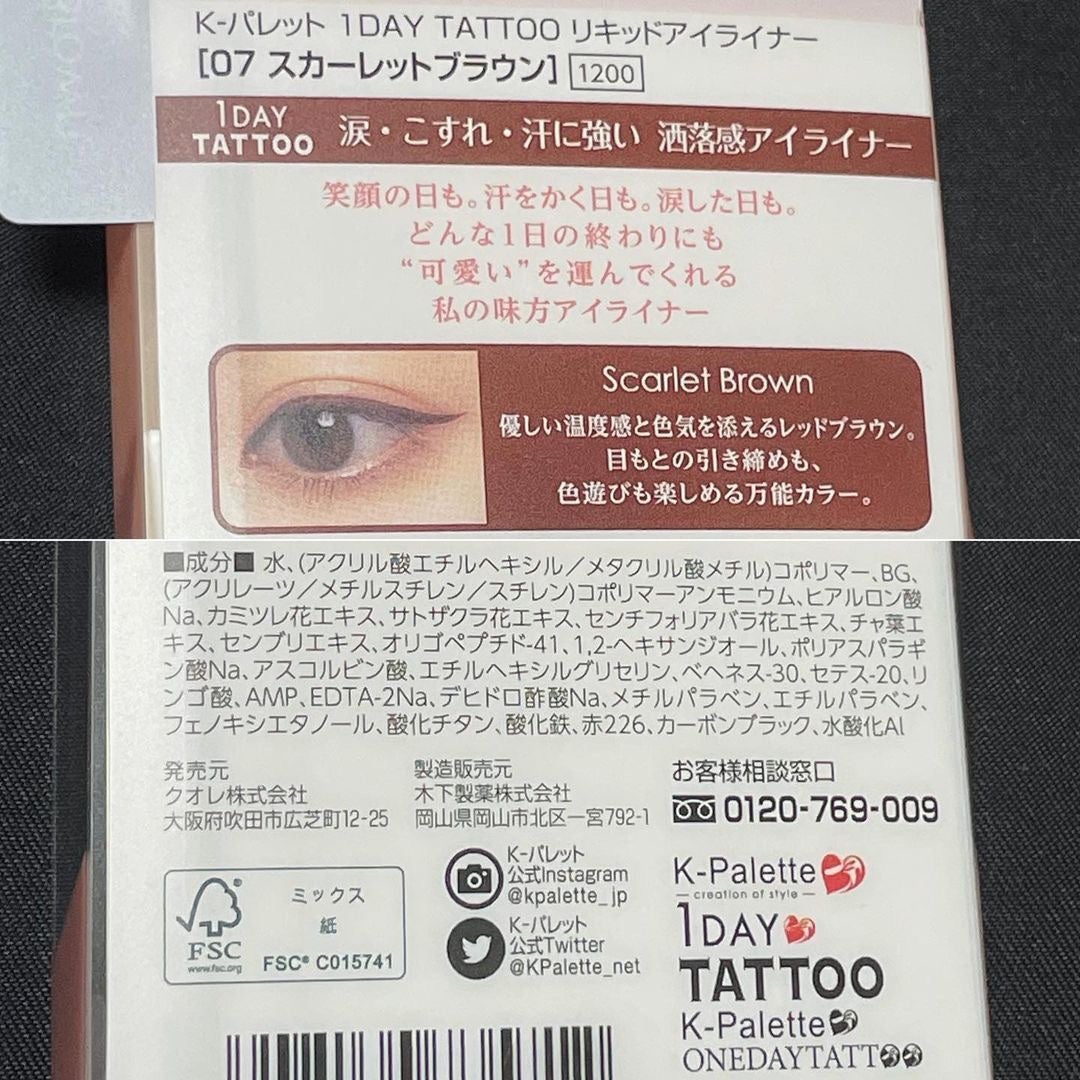 K-パレット 1DAY TATTOO リキッドアイライナー
[07 スカーレットブラウン] 1200
1DAY
TATTOO
涙・こすれ・汗に強い 洒落感アイライナー
笑顔の日も。汗をかく日も。涙した日も。
どんな1日の終わりにも
“可愛い”を運んでくれる
私の味方アイライナー
Scarlet Brown
優しい温度感と色気を添えるレッドブラウン。
目もとの引き締めも、
色遊びも楽しめる万能カラー。
■成分■ 水、(アクリル酸エチルヘキシル／メタクリル酸メチル)コポリマー、BG、
(アクリレーツ／メチルスチレン／スチレン)コポリマーアンモニウム、ヒアルロン酸
Na、カミツレ花エキス、サトザクラ花エキス、センチフォリアバラ花エキス、チャ葉エ
キス、センブリエキス、オリゴペプチド-41、1,2-ヘキサンジオール、ポリアスパラギ
ン酸Na、アスコルビン酸、エチルヘキシルグリセリン、ベヘネス-30、セテス-20、リ
ンゴ酸、AMP、EDTA-2Na、デヒドロ酢酸Na、メチルパラベン、エチルパラベン、
フェノキシエタノール、酸化チタン、酸化鉄、赤226、カーボンブラック、水酸化Al
発売元
クオレ株式会社
大阪府吹田市広芝町12-25
製造販売元
木下製薬株式会社
岡山県岡山市北区一宮792-1
お客様相談窓口
0120-769-009
FSC®
www.fsc.org
ミックス
紙
FSC® C015741
K-パレット
公式Instagram
@kpalette_jp
K-パレット
公式Twitter
@KPalette_net
K-Palette
creation of style
1DAY
TATTOO
K-Palette
ONEDAYTATTOO